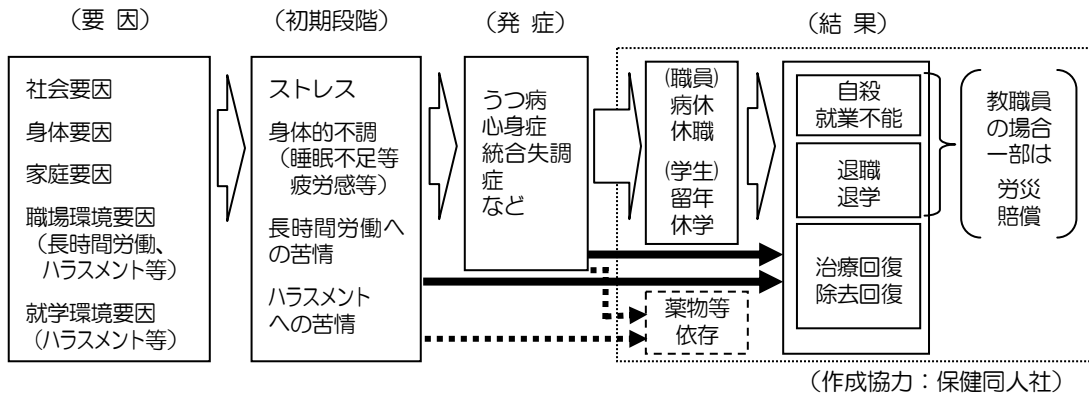 （要 因）
社会要因
身体要因
家庭要因
職場環境要因
（長時間労働、
ハラスメント等）
就学環境要因
（ハラスメント等）
（初期段階）
ストレス
身体的不調
（睡眠不足等
疲労感等）
長時間労働へ
の苦情
ハラスメント
への苦情
（発 症）
うつ病
心身症
統合失調
症
など
（結 果）
(職員)
病休
休職
(学生)
留年
休学
薬物等
依存
自殺
就業不能
退職
退学
治療回復
除去回復
教職員
の場合
一部は
労災
賠償
（作成協力：保健同人社）